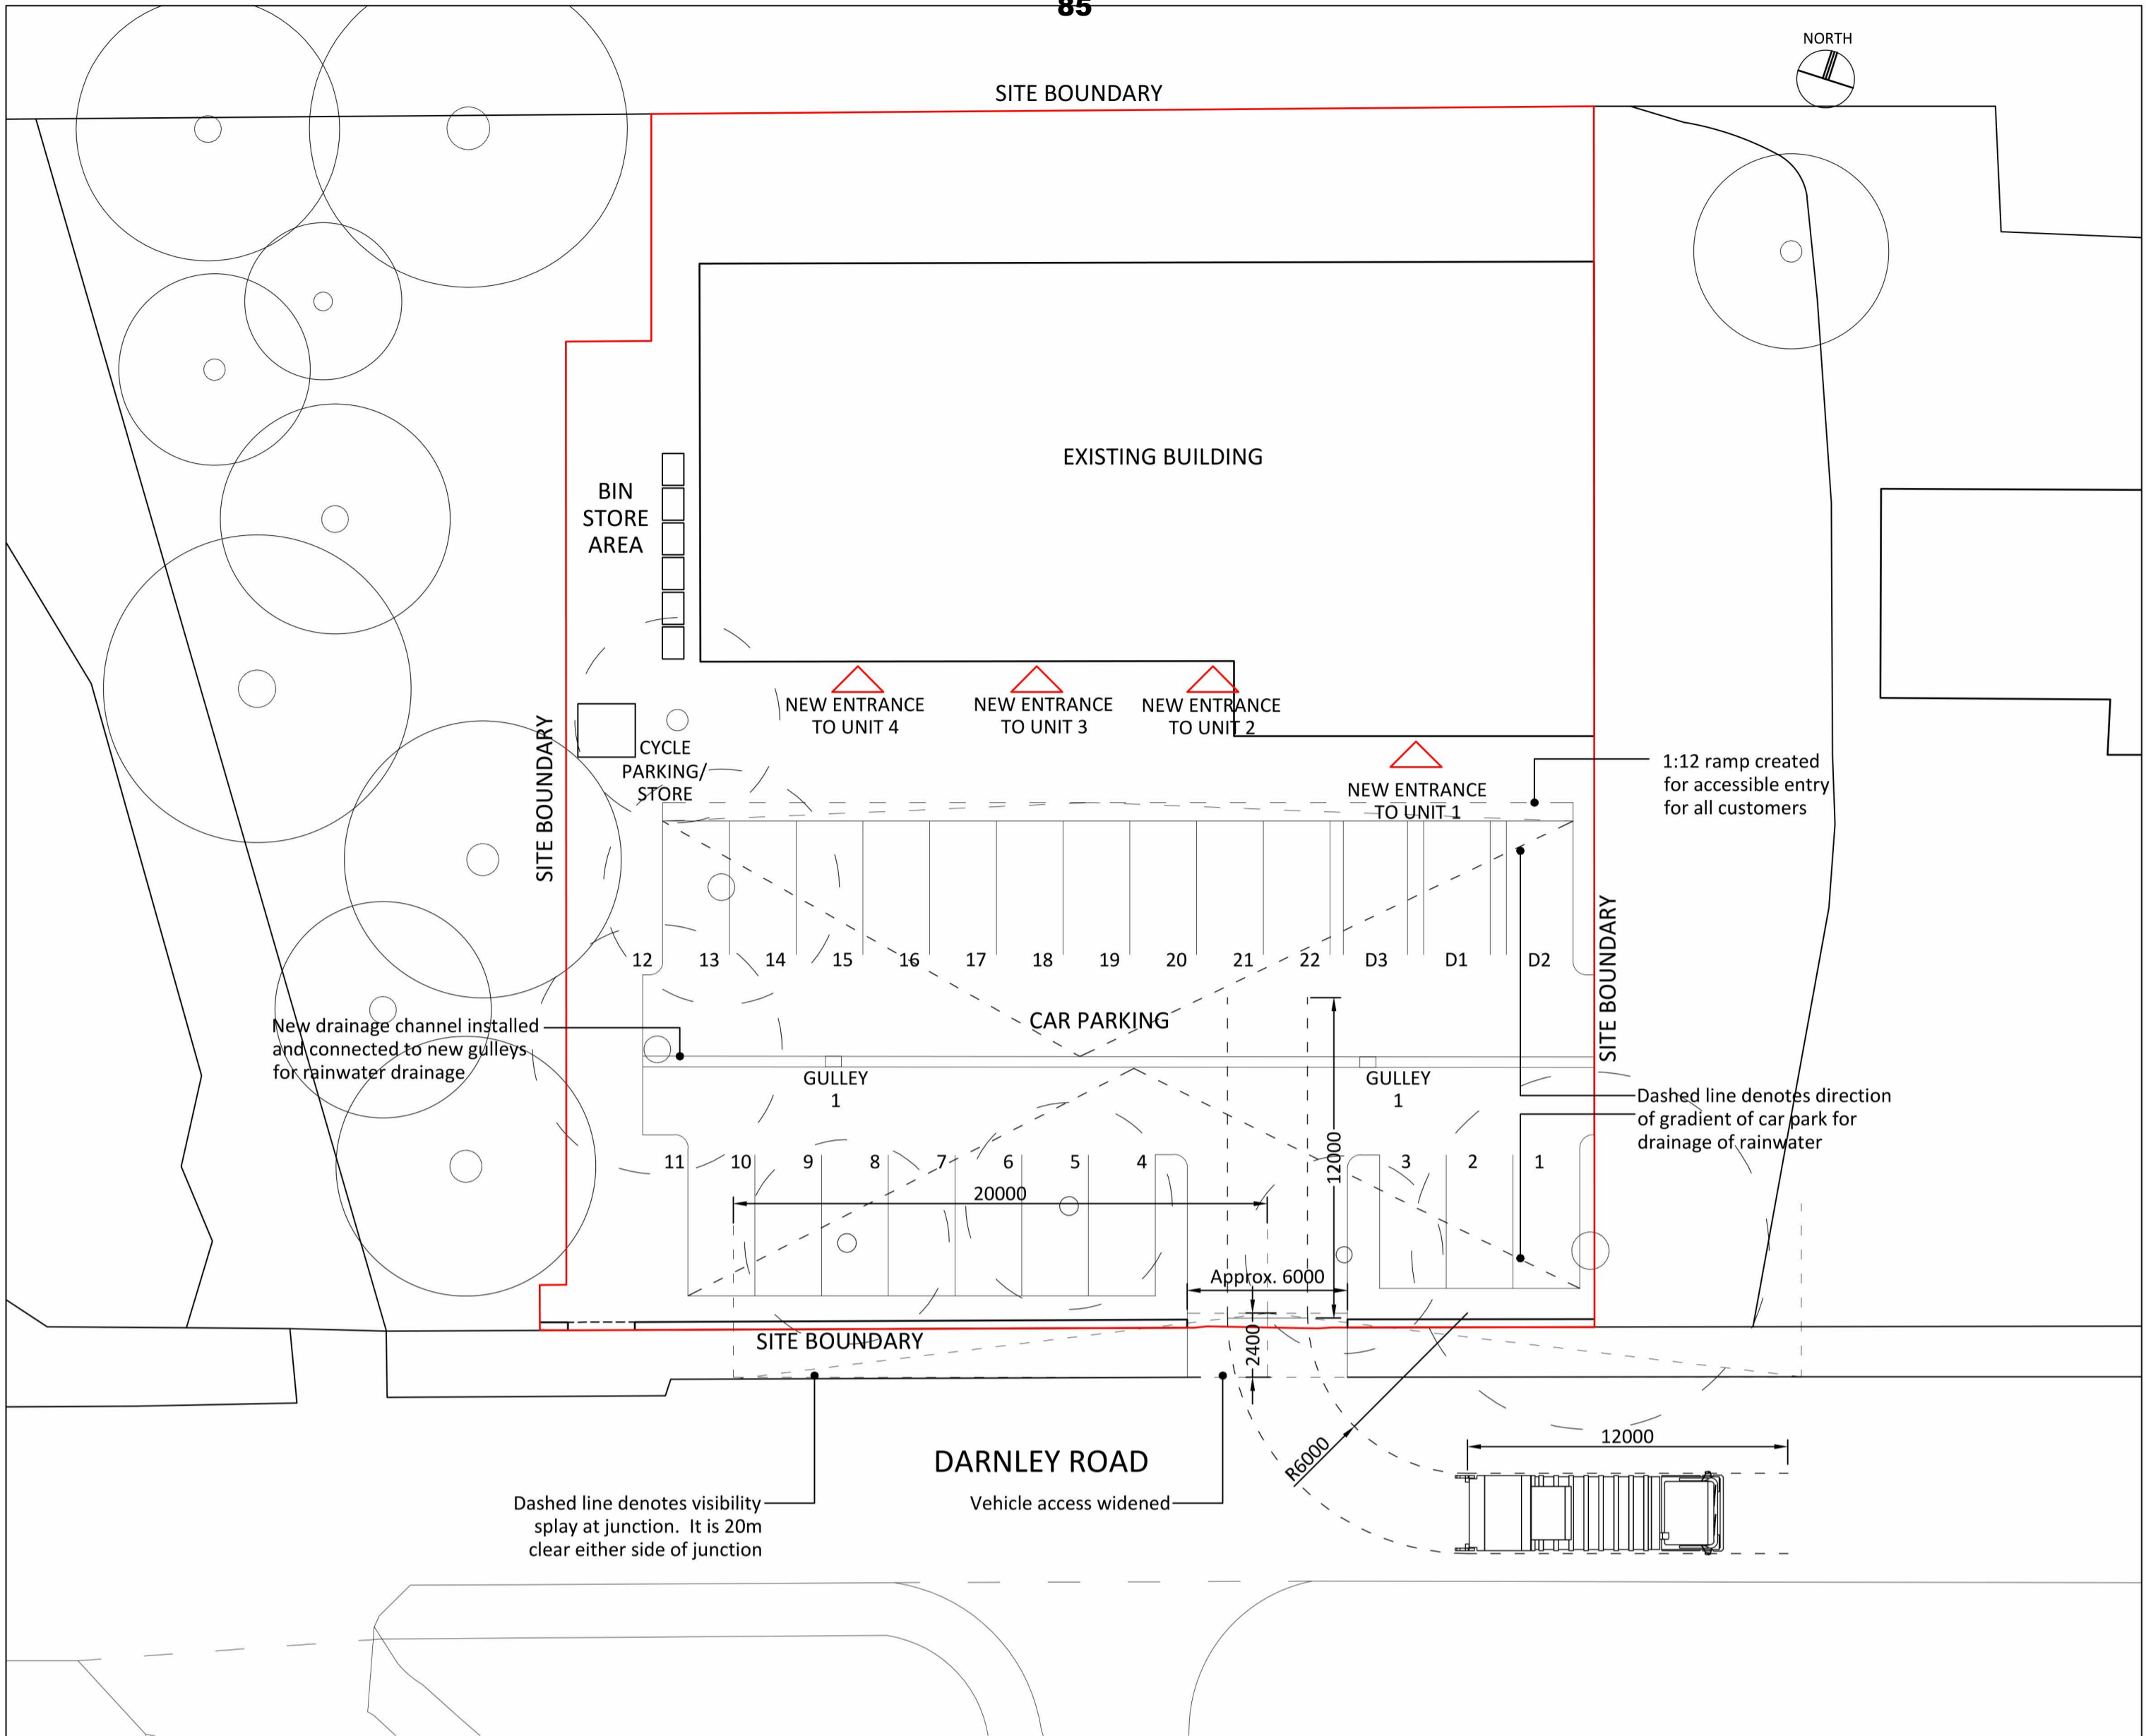 85
NORTH
SITE BOUNDARY
EXISTING BUILDING
BIN
STORE
AREA
NEW ENTRANCE
TO UNIT 4
NEW ENTRANCE
TO UNIT 3
NEW ENTRANCE
TO UNIT 2
SITE BOUNDARY
CYCLE
PARKING/
STORE
NEW ENTRANCE
TO UNIT 1
1:12 ramp created
for accessible entry
for all customers
SITE BOUNDARY
12 13 14 15 16 17 18 19 20 21 22 D3 D1 D2
CAR PARKING
New drainage channel installed
and connected to new gulleys
for rainwater drainage
GULLEY
1
GULLEY
1
Dashed line denotes direction
of gradient of car park for
drainage of rainwater
11 10 9 8 7 6 5 4 3 2 1
12000
20000
Approx. 6000
2400
SITE BOUNDARY
DARNLEY ROAD
R6000
12000
Dashed line denotes visibility
splay at junction. It is 20m
clear either side of junction
Vehicle access widened